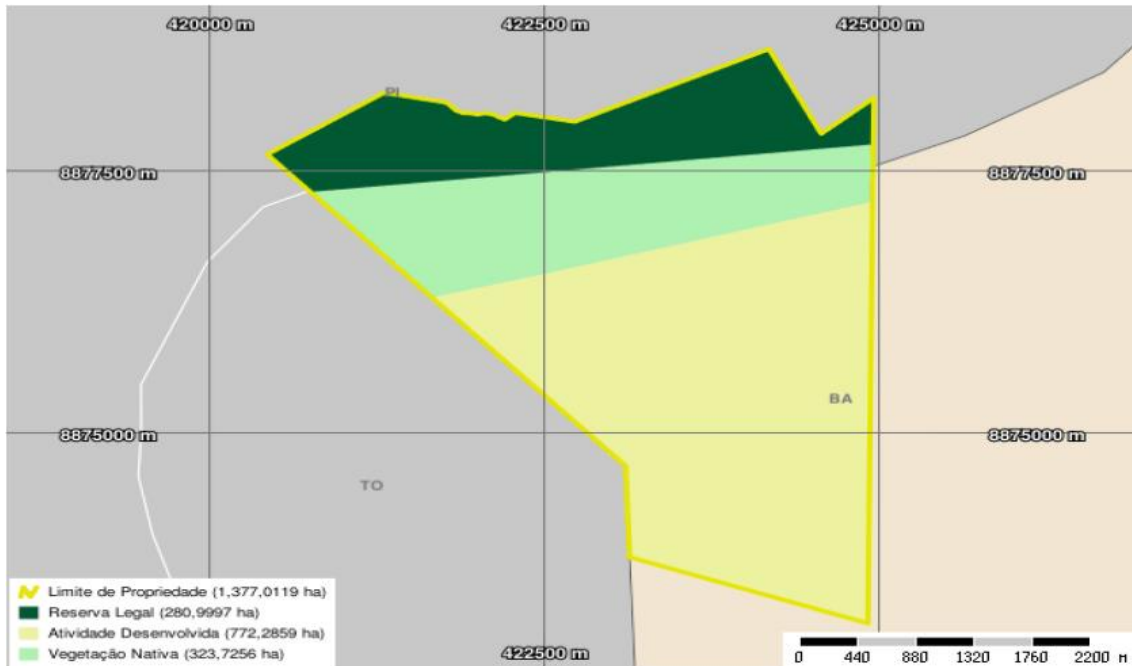 420000 m 422500 m 425000 m
PI
8877500 m 8877500 m
BA
8875000 m 8875000 m
TO
Limite de Propriedade (1,377,0119 ha)
Reserva Legal (280,9997 ha)
Atividade Desenvolvida (772,2859 ha)
Vegetação Nativa (323,7256 ha)
422500 m
0 440 880 1320 1760 2200 M